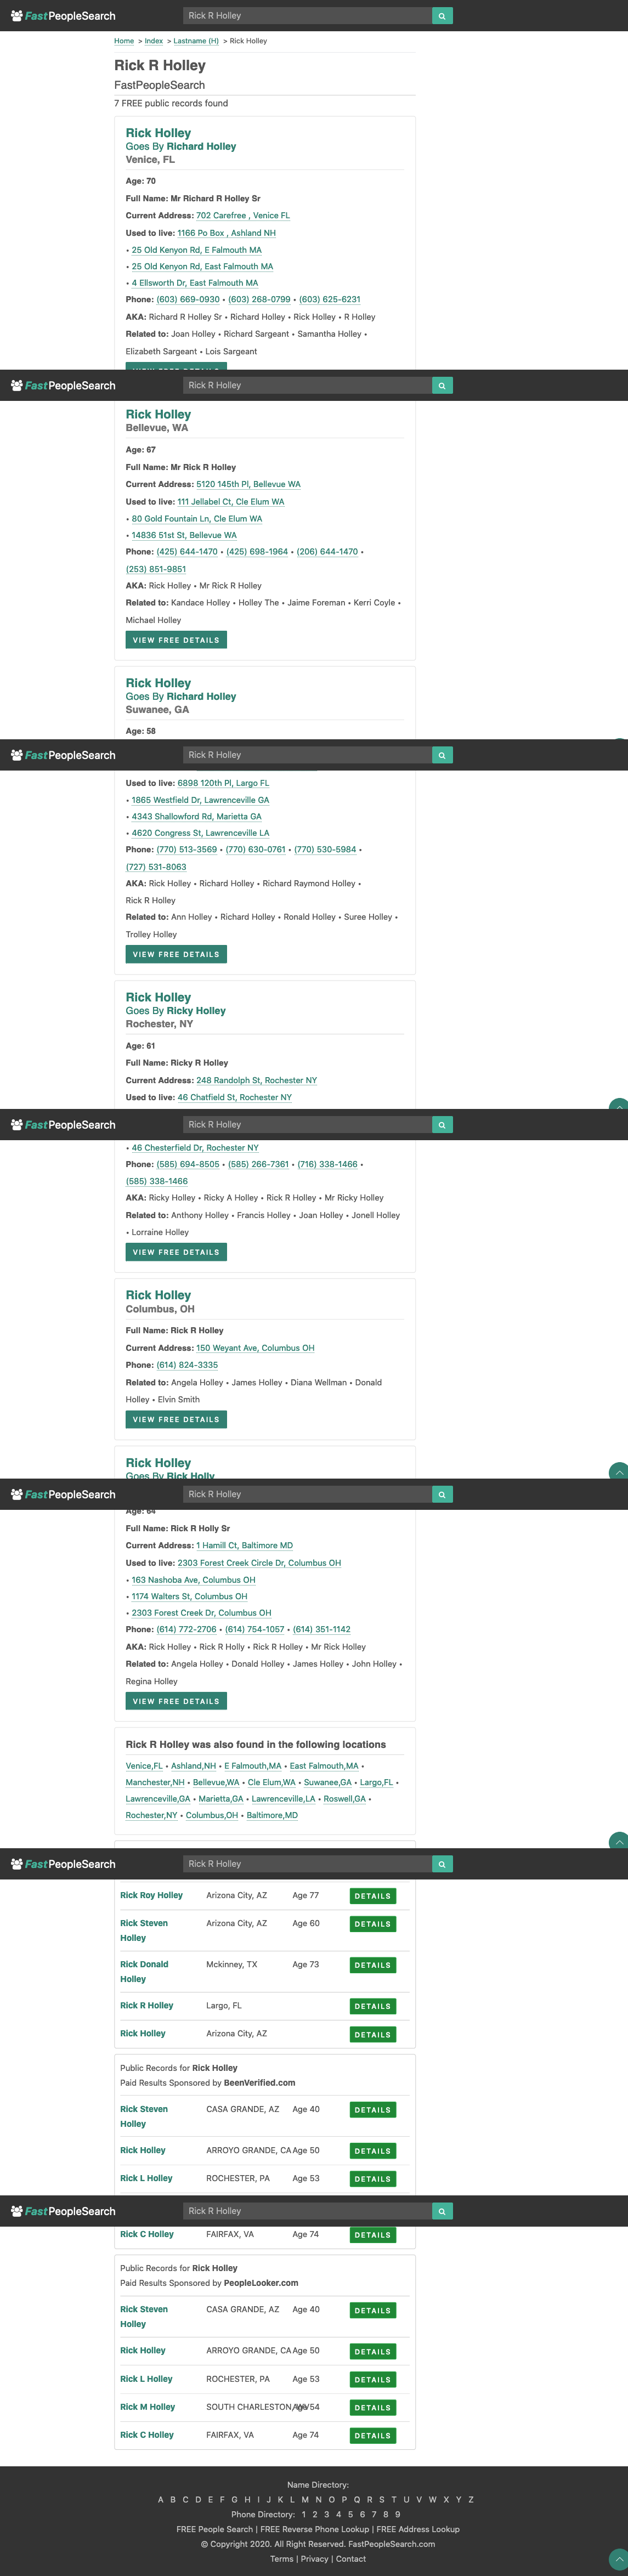 FastPeopleSearch
Rick R Holley
Home > Index > Lastname (H) > Rick Holley
Rick R Holley
FastPeopleSearch
7 FREE public records found
Rick Holley
Goes By Richard Holley
Venice, FL
Age: 70
Full Name: Mr Richard R Holley Sr
Current Address: 702 Carefree , Venice FL
Used to live: 1166 Po Box , Ashland NH
• 25 Old Kenyon Rd, E Falmouth MA
• 25 Old Kenyon Rd, East Falmouth MA
• 4 Ellsworth Dr, East Falmouth MA
Phone: (603) 669-0930 • (603) 268-0799 • (603) 625-6231
AKA: Richard R Holley Sr • Richard Holley • Rick Holley • R Holley
Related to: Joan Holley • Richard Sargeant • Samantha Holley •
Elizabeth Sargeant • Lois Sargeant
FastPeopleSearch
Rick R Holley
Rick Holley
Bellevue, WA
Age: 67
Full Name: Mr Rick R Holley
Current Address: 5120 145th Pl, Bellevue WA
Used to live: 111 Jellabel Ct, Cle Elum WA
• 80 Gold Fountain Ln, Cle Elum WA
• 14836 51st St, Bellevue WA
Phone: (425) 644-1470 • (425) 698-1964 • (206) 644-1470 •
(253) 851-9851
AKA: Rick Holley • Mr Rick R Holley
Related to: Kandace Holley • Holley The • Jaime Foreman • Kerri Coyle •
Michael Holley
VIEW FREE DETAILS
Rick Holley
Goes By Richard Holley
Suwanee, GA
Age: 58
FastPeopleSearch
Rick R Holley
Used to live: 6898 120th Pl, Largo FL
• 1865 Westfield Dr, Lawrenceville GA
• 4343 Shallowford Rd, Marietta GA
• 4620 Congress St, Lawrenceville LA
Phone: (770) 513-3569 • (770) 630-0761 • (770) 530-5984 •
(727) 531-8063
AKA: Rick Holley • Richard Holley • Richard Raymond Holley •
Rick R Holley
Related to: Ann Holley • Richard Holley • Ronald Holley • Suree Holley •
Trolley Holley
VIEW FREE DETAILS
Rick Holley
Goes By Ricky Holley
Rochester, NY
Age: 61
Full Name: Ricky R Holley
Current Address: 248 Randolph St, Rochester NY
Used to live: 46 Chatfield St, Rochester NY
FastPeopleSearch
Rick R Holley
• 46 Chesterfield Dr, Rochester NY
Phone: (585) 694-8505 • (585) 266-7361 • (716) 338-1466 •
(585) 338-1466
AKA: Ricky Holley • Ricky A Holley • Rick R Holley • Mr Ricky Holley
Related to: Anthony Holley • Francis Holley • Joan Holley • Jonell Holley
• Lorraine Holley
VIEW FREE DETAILS
Rick Holley
Columbus, OH
Full Name: Rick R Holley
Current Address: 150 Weyant Ave, Columbus OH
Phone: (614) 824-3335
Related to: Angela Holley • James Holley • Diana Wellman • Donald
Holley • Elvin Smith
VIEW FREE DETAILS
Rick Holley
Goes By Rick Holly
FastPeopleSearch
Rick R Holley
Age: 64
Full Name: Rick R Holly Sr
Current Address: 1 Hamill Ct, Baltimore MD
Used to live: 2303 Forest Creek Circle Dr, Columbus OH
• 163 Nashoba Ave, Columbus OH
• 1174 Walters St, Columbus OH
• 2303 Forest Creek Dr, Columbus OH
Phone: (614) 772-2706 • (614) 754-1057 • (614) 351-1142
AKA: Rick Holley • Rick R Holly • Rick R Holley • Mr Rick Holley
Related to: Angela Holley • Donald Holley • James Holley • John Holley •
Regina Holley
VIEW FREE DETAILS
Rick R Holley was also found in the following locations
Venice,FL • Ashland,NH • E Falmouth,MA • East Falmouth,MA •
Manchester,NH • Bellevue,WA • Cle Elum,WA • Suwanee,GA • Largo,FL •
Lawrenceville,GA • Marietta,GA • Lawrenceville,LA • Roswell,GA •
Rochester,NY • Columbus,OH • Baltimore,MD
FastPeopleSearch
Rick R Holley
Rick Roy Holley Arizona City, AZ Age 77 DETAILS
Rick Steven Arizona City, AZ Age 60 DETAILS
Holley
Rick Donald Mckinney, TX Age 73 DETAILS
Holley
Rick R Holley Largo, FL DETAILS
Rick Holley Arizona City, AZ DETAILS
Public Records for Rick Holley
Paid Results Sponsored by BeenVerified.com
Rick Steven CASA GRANDE, AZ Age 40 DETAILS
Holley
Rick Holley ARROYO GRANDE, CA Age 50 DETAILS
Rick L Holley ROCHESTER, PA Age 53 DETAILS
FastPeopleSearch
Rick R Holley
Rick C Holley FAIRFAX, VA Age 74 DETAILS
Public Records for Rick Holley
Paid Results Sponsored by PeopleLooker.com
Rick Steven CASA GRANDE, AZ Age 40 DETAILS
Holley
Rick Holley ARROYO GRANDE, CA Age 50 DETAILS
Rick L Holley ROCHESTER, PA Age 53 DETAILS
Rick M Holley SOUTH CHARLESTON, WV Age 54 DETAILS
Rick C Holley FAIRFAX, VA Age 74 DETAILS
Name Directory:
A B C D E F G H I J K L M N O P Q R S T U V W X Y Z
Phone Directory: 1 2 3 4 5 6 7 8 9
FREE People Search | FREE Reverse Phone Lookup | FREE Address Lookup
© Copyright 2020. All Right Reserved. FastPeopleSearch.com
Terms | Privacy | Contact